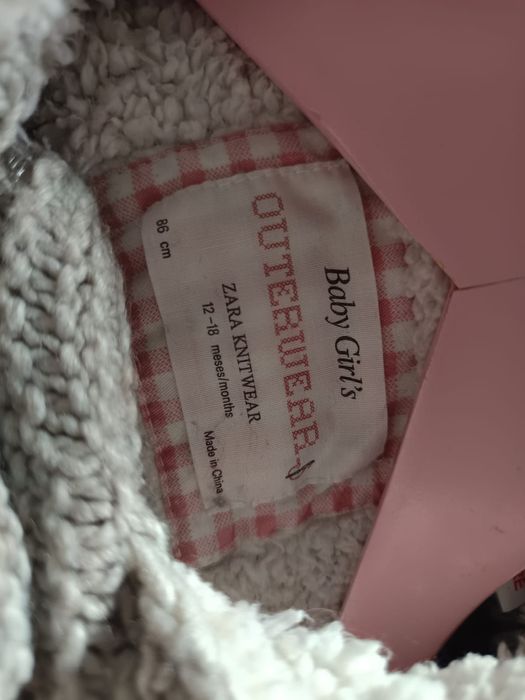 Baby Girl's
OUTERWEAR
ZARA KNITWEAR
12-18 meses/months
86 cm
Made in China